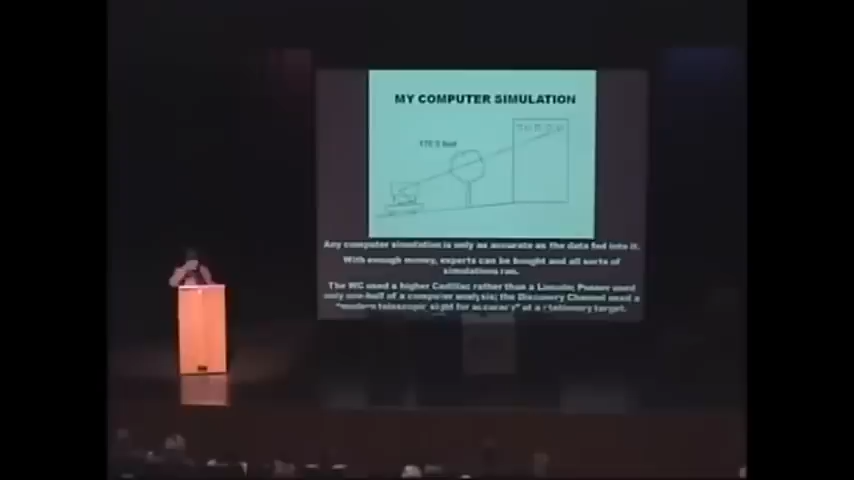 MY COMPUTER SIMULATION
Any computer simulation is only as accurate as the data fed into it.
With enough money, experts can be bought and all sorts of
simulations run.
The WC used a higher Cadillac rather than a Lincoln; Posner used
only one-half of a computer analysis; the Discovery Channel used a
"modern telescopic sight for accuracy" at a stationary target.